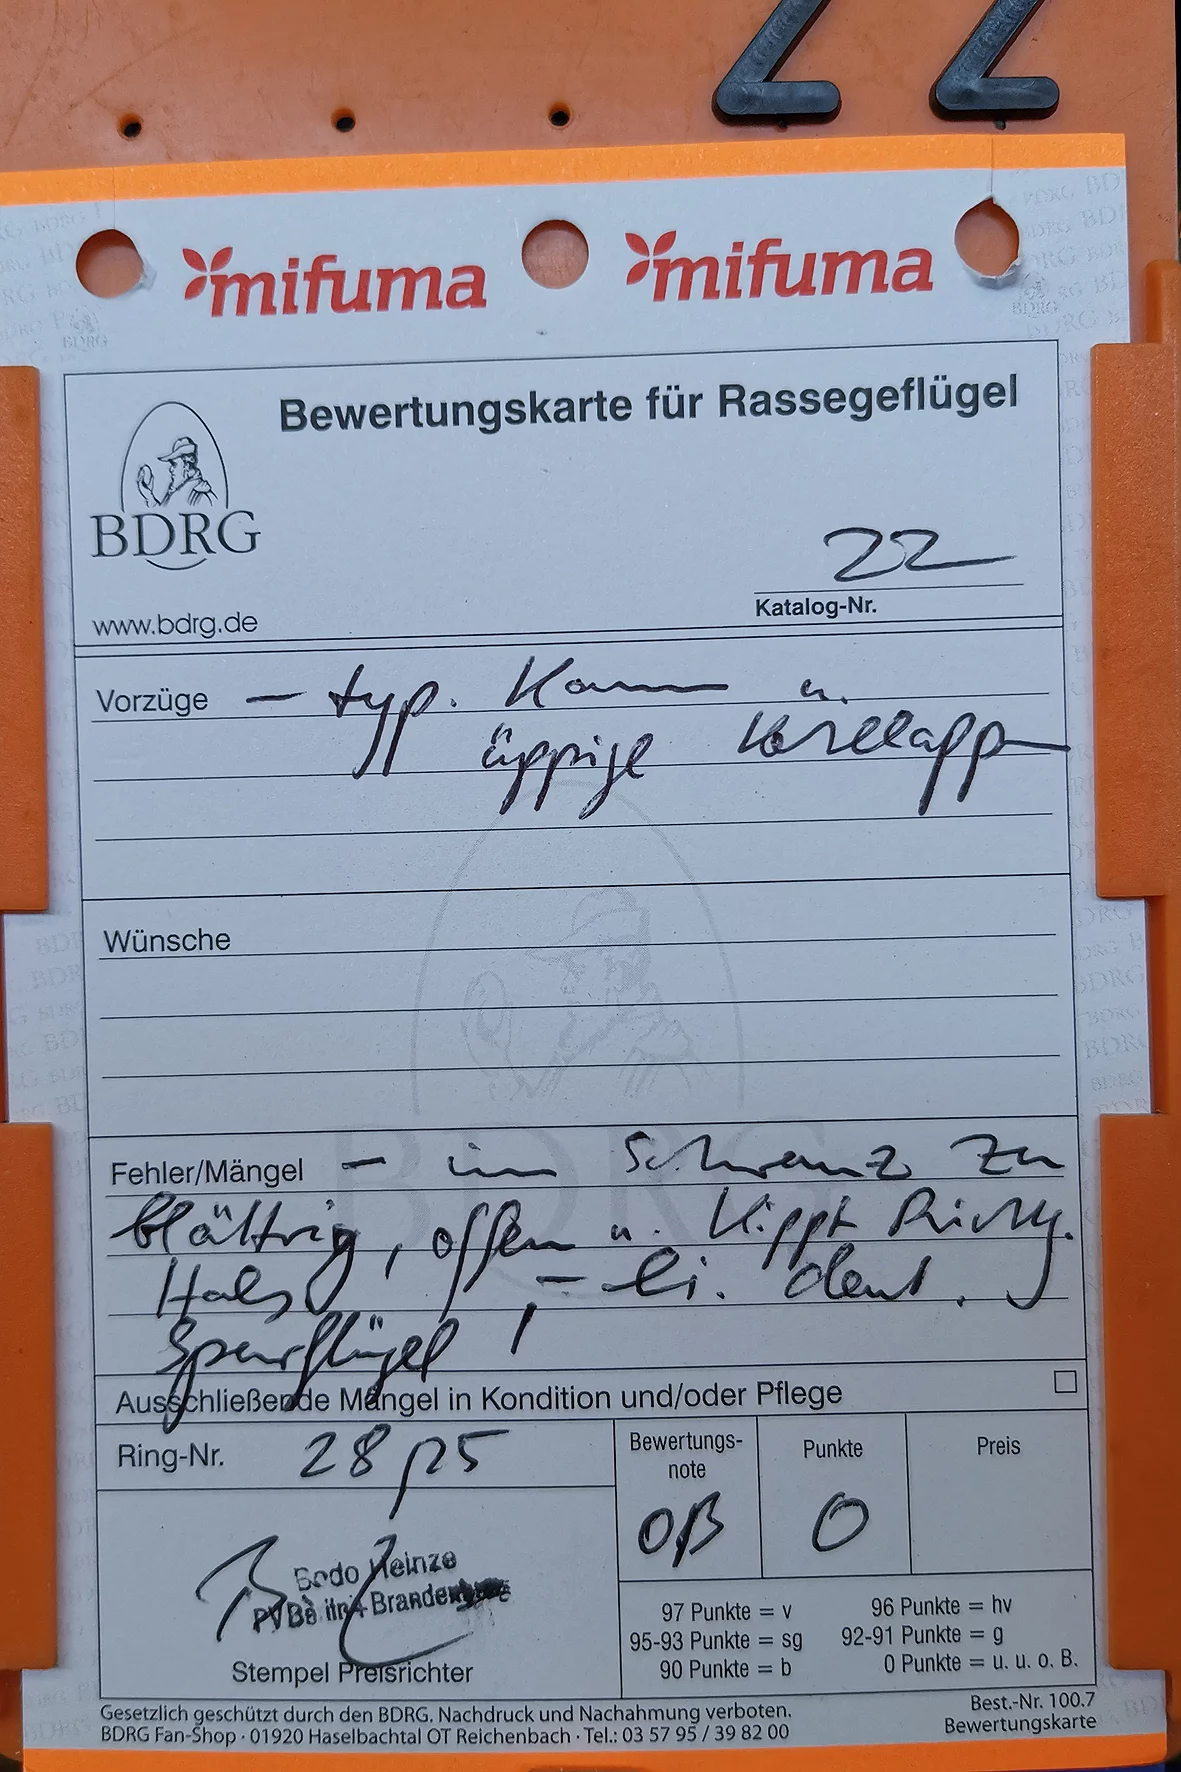 22
mifuma mifuma
Bewertungskarte für Rassegeflügel
BDRG
22
Katalog-Nr.
www.bdrg.de
Vorzüge - typ. Kamm u.
üppige Kehllappen
Wünsche
Fehler/Mängel - im Schwanz zu
blättrig, offen u. kippt Richtg.
Hals, - li. deut.
Sperrflügel!
Ausschließende Mängel in Kondition und/oder Pflege
Ring-Nr. 28 p5
Bewertungs-
note
oB
Punkte
0
Preis
Bodo Heinze
Stempel Preisrichter
97 Punkte = v 96 Punkte = hv
95-93 Punkte = sg 92-91 Punkte = g
90 Punkte = b 0 Punkte = u. u. o. B.
Gesetzlich geschützt durch den BDRG. Nachdruck und Nachahmung verboten.
BDRG Fan-Shop · 01920 Haselbachtal OT Reichenbach · Tel.: 03 57 95 / 39 82 00
Best.-Nr. 100.7
Bewertungskarte